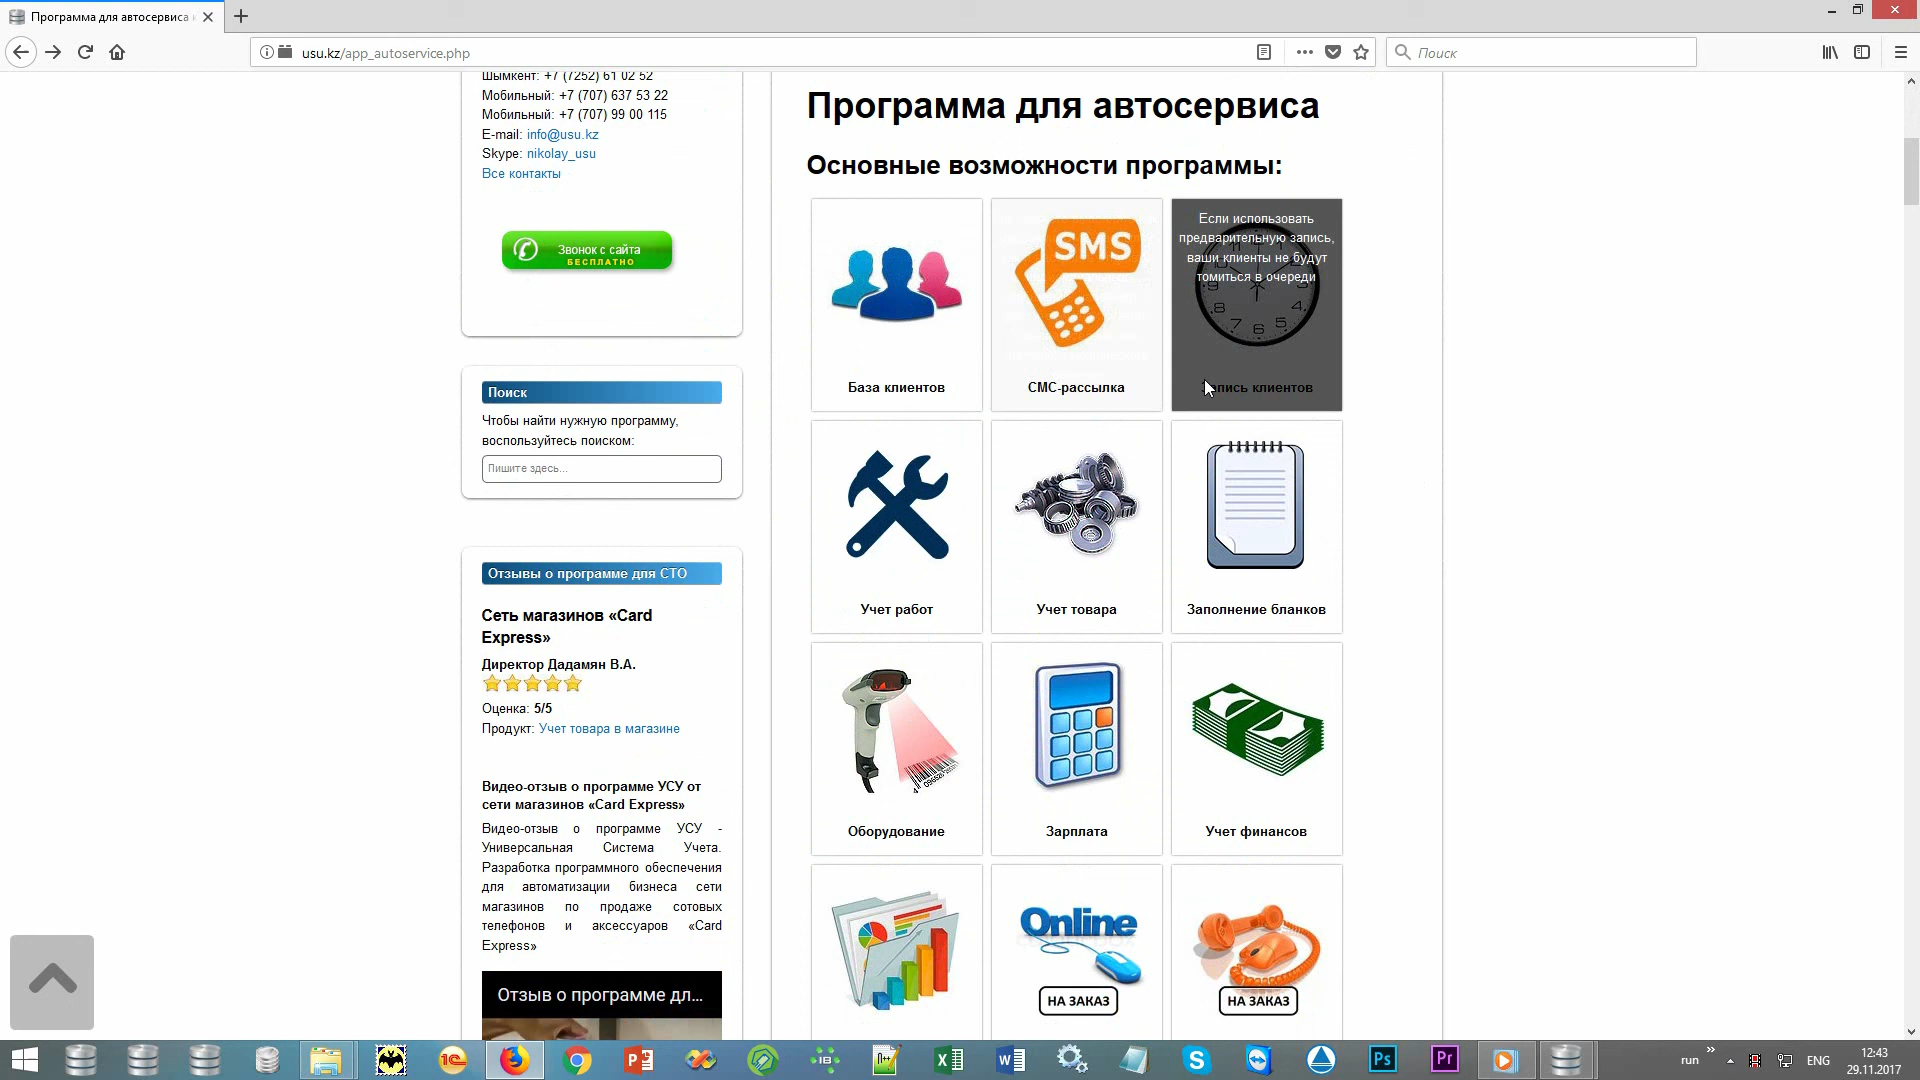 Программа для автосервиса
usu.kz/app_autoservice.php
Поиск
Шымкент: +7 (7252) 61 02 52
Мобильный: +7 (707) 637 53 22
Мобильный: +7 (707) 99 00 115
E-mail: info@usu.kz
Skype: nikolay_usu
Все контакты
Звонок с сайта
БЕСПЛАТНО
Поиск
Чтобы найти нужную программу,
воспользуйтесь поиском:
Пишите здесь...
Отзывы о программе для СТО
Сеть магазинов «Card
Express»
Директор Дадамян В.А.
Оценка: 5/5
Продукт: Учет товара в магазине
Видео-отзыв о программе УСУ от
сети магазинов «Card Express»
Видео-отзыв о программе УСУ -
Универсальная Система Учета.
Разработка программного обеспечения
для автоматизации бизнеса сети
магазинов по продаже сотовых
телефонов и аксессуаров «Card
Express»
Отзыв о программе дл...
Программа для автосервиса
Основные возможности программы:
SMS
Если использовать
предварительную запись,
ваши клиенты не будут
томиться в очереди
База клиентов
СМС-рассылка
Запись клиентов
Учет работ
Учет товара
Заполнение бланков
Оборудование
Зарплата
Учет финансов
Online
НА ЗАКАЗ
НА ЗАКАЗ
run
ENG
12:43
29.11.2017